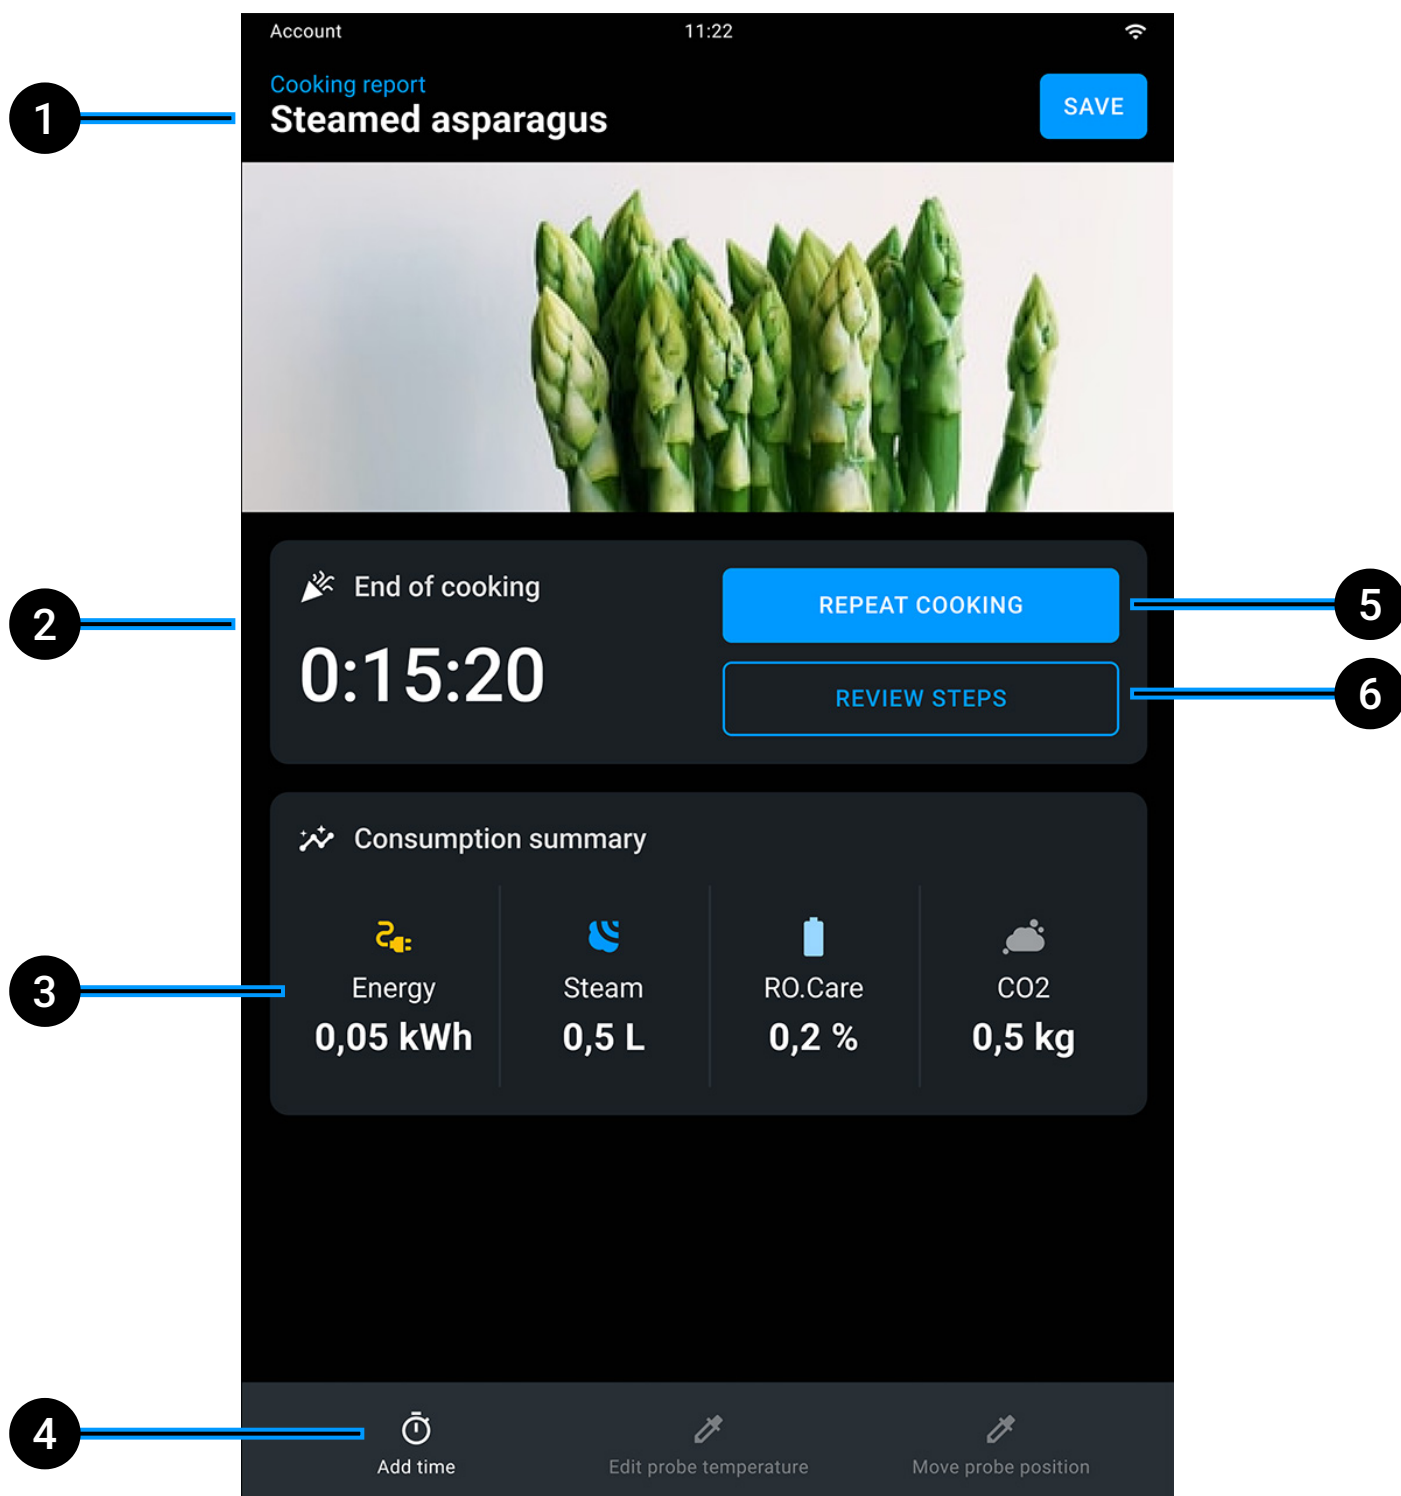 Account
11:22
Cooking report
1
Steamed asparagus
SAVE
End of cooking
0:15:20
2
REPEAT COOKING
5
REVIEW STEPS
6
Consumption summary
3
Energy
0,05 kWh
Steam
0,5 L
RO.Care
0,2 %
CO2
0,5 kg
4
Add time
Edit probe temperature
Move probe position